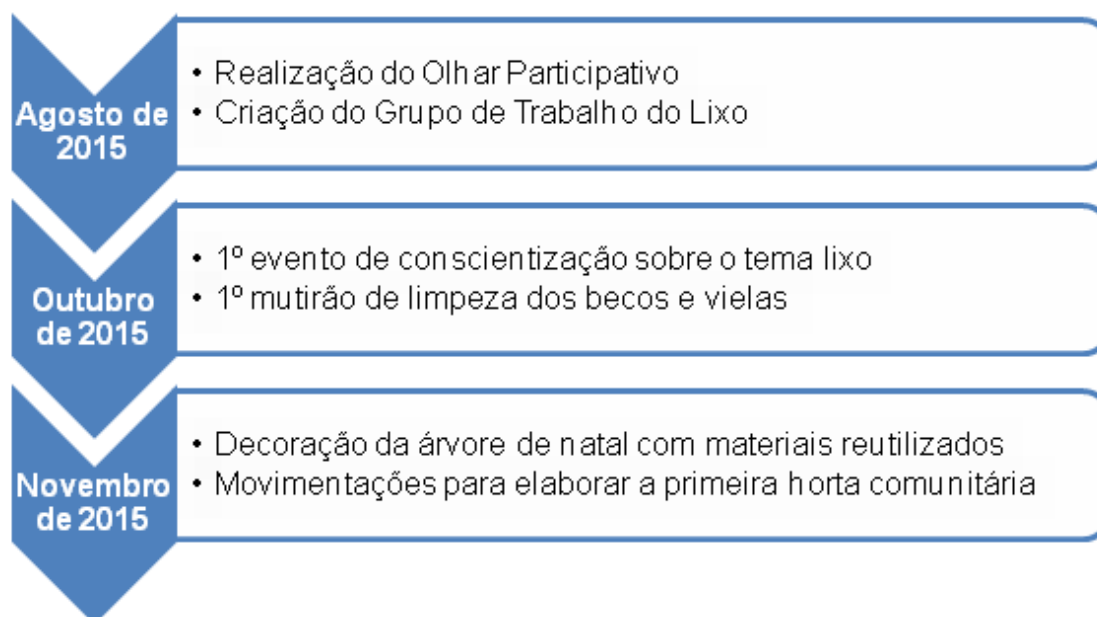 Agosto de
2015
• Realização do Olhar Participativo
• Criação do Grupo de Trabalho do Lixo
Outubro
de 2015
• 1º evento de conscientização sobre o tema lixo
• 1º mutirão de limpeza dos becos e vielas
Novembro
de 2015
• Decoração da árvore de natal com materiais reutilizados
• Movimentações para elaborar a primeira horta comunitária